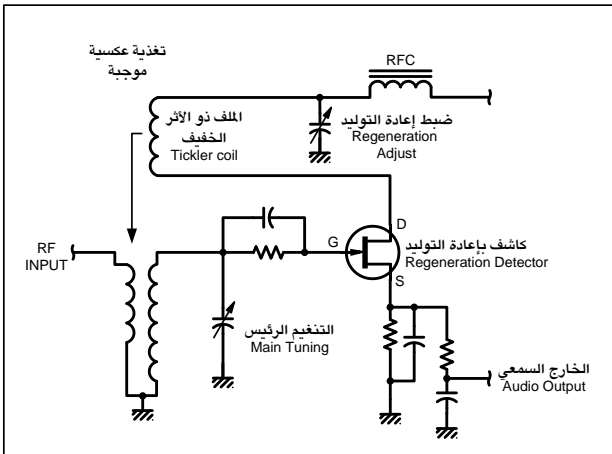 تغذية عكسية
موجبة
RFC
الملف ذو الأثر
الخفيف
Tickler coil
ضبط إعادة التوليد
Regeneration
Adjust
RF
INPUT
G
D
S
كاشف بإعادة التوليد
Regeneration Detector
التنغيم الرئيس
Main Tuning
الخارج السمعي
Audio Output